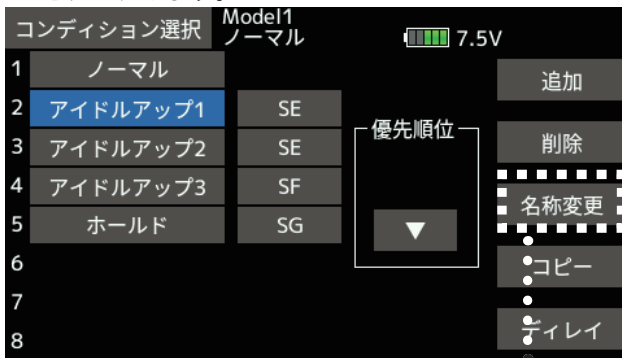 コンディション選択 Model1
ノーマル 7.5V
1 ノーマル
追加
2 アイドルアップ1 SE
優先順位
3 アイドルアップ2 SE
削除
4 アイドルアップ3 SF
名称変更
5 ホールド SG
▼
6
コピー
7
ディレイ
8